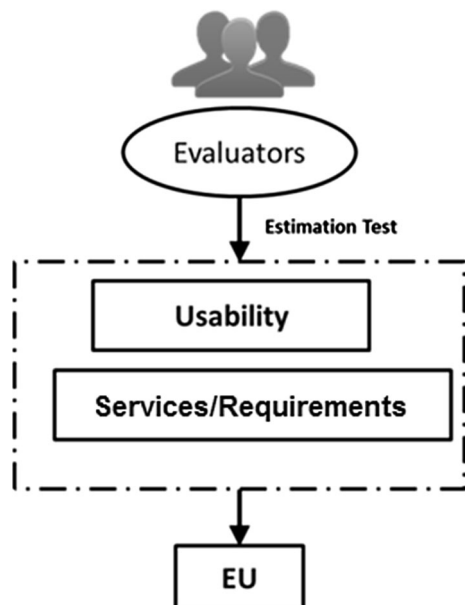 Evaluators
Estimation Test
Usability
Services/Requirements
EU